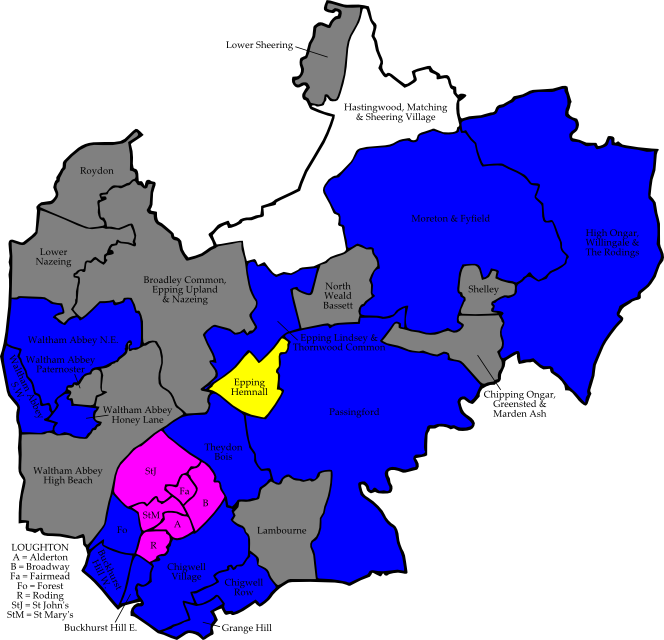 Lower Sheering
Hastingwood, Matching
& Sheering Village
Roydon
Moreton & Fyfield
High Ongar,
Willingale &
The Rodings
Lower
Nazeing
Broadley Common,
Epping Upland
& Nazeing
North
Weald
Bassett
Shelley
Waltham Abbey N.E.
Epping Lindsey &
Thornwood Common
Waltham Abbey
Paternoster
Waltham Abbey
S.W.
Epping
Hemnall
Chipping Ongar,
Greensted &
Marden Ash
Waltham Abbey
Honey Lane
Passingford
Theydon
Bois
Waltham Abbey
High Beach
StJ
Fa
B
StM
A
Fo
R
Lambourne
LOUGHTON
A = Alderton
B = Broadway
Fa = Fairmead
Fo = Forest
R = Roding
StJ = St John's
StM = St Mary's
Buckhurst
Hill W.
Chigwell
Village
Chigwell
Row
Buckhurst Hill E.
Grange Hill